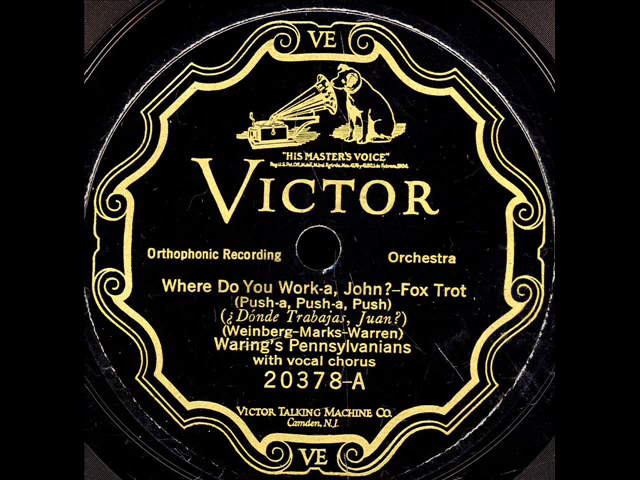 VE
"HIS MASTER'S VOICE"
VICTOR
Orthophonic Recording Orchestra
Where Do You Work-a, John?-Fox Trot
(Push-a, Push-a, Push)
(¿Dónde Trabajas, Juan?)
(Weinberg-Marks-Warren)
Waring's Pennsylvanians
with vocal chorus
20378-A
VICTOR TALKING MACHINE CO.
Camden, N.J.
VE